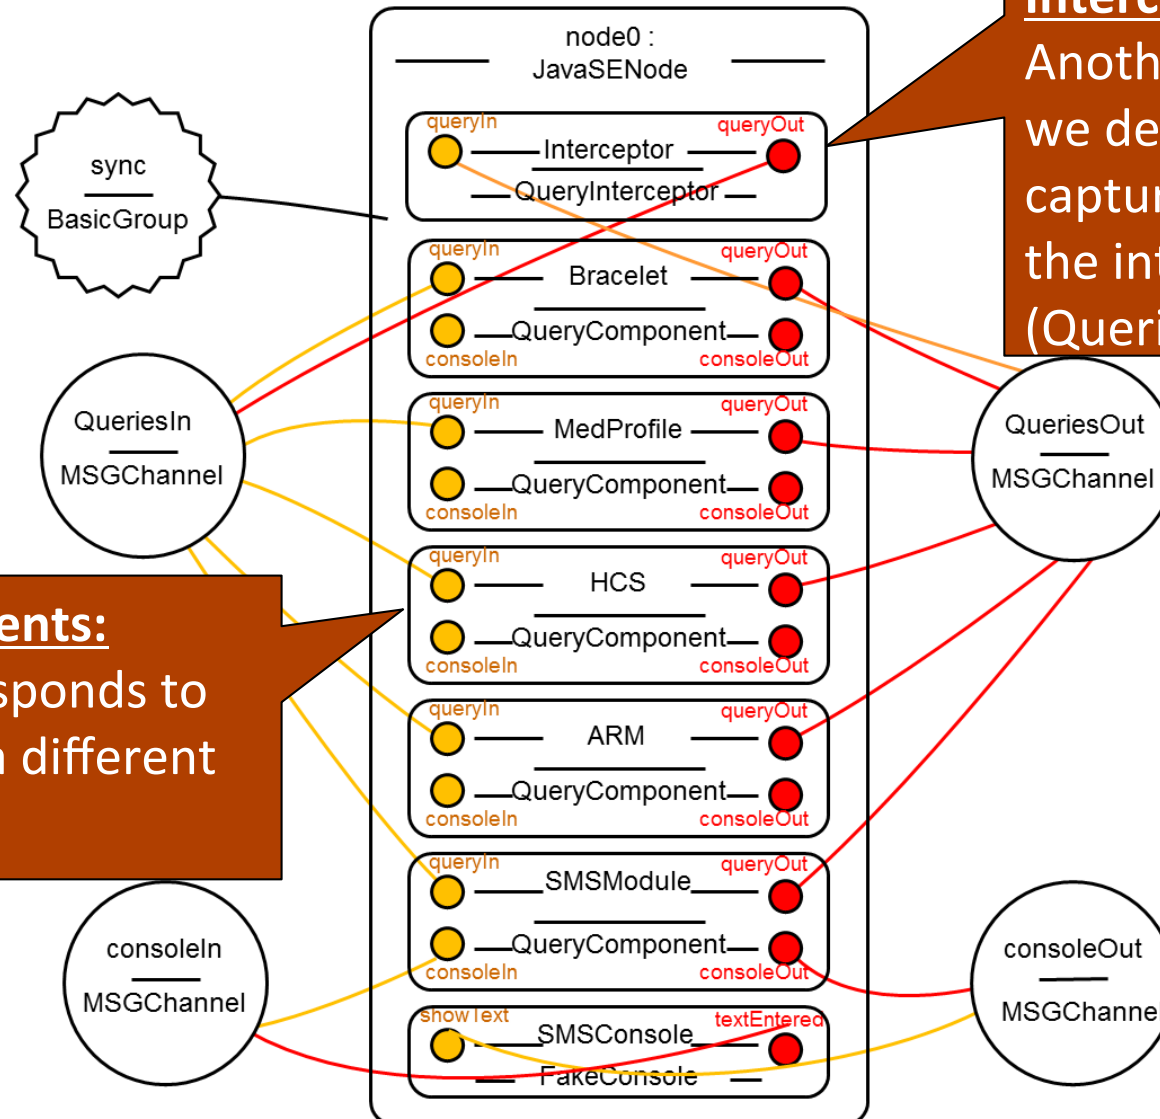 node0 :
JavaSENode
queryIn
queryOut
Interceptor
QueryInterceptor
sync
BasicGroup
Anoth
we de
captur
the int
(Queri
queryIn
queryOut
Bracelet
QueryComponent
consoleIn
consoleOut
queryIn
queryOut
MedProfile
QueryComponent
consoleIn
consoleOut
QueriesIn
MSGChannel
QueriesOut
MSGChannel
queryIn
queryOut
HCS
QueryComponent
consoleIn
consoleOut
ents:
sponds to
n different
queryIn
queryOut
ARM
QueryComponent
consoleIn
consoleOut
queryIn
queryOut
SMSModule
QueryComponent
consoleIn
consoleOut
consoleIn
MSGChannel
consoleOut
MSGChannel
showText
textEntered
SMSConsole
FakeConsole